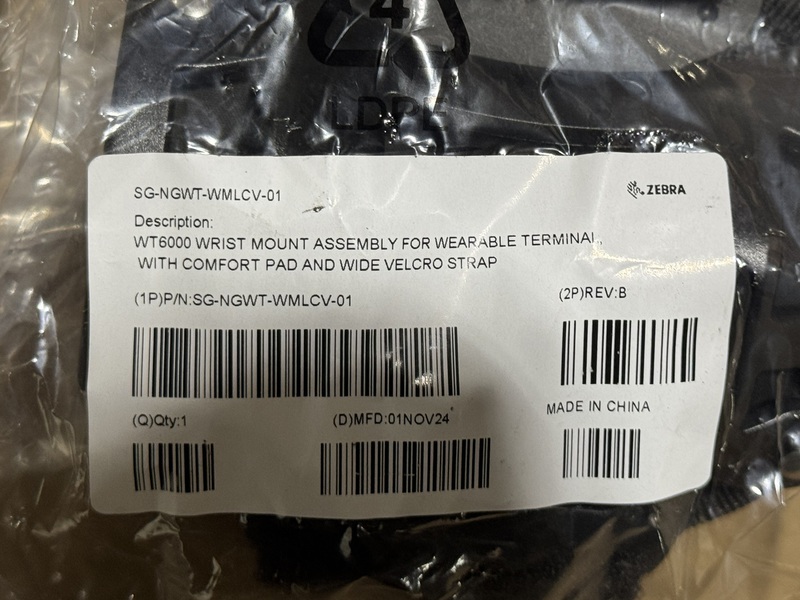 4
LDPE
SG-NGWT-WMLCV-01
ZEBRA
Description:
WT6000 WRIST MOUNT ASSEMBLY FOR WEARABLE TERMINAL,
WITH COMFORT PAD AND WIDE VELCRO STRAP
(1P)P/N:SG-NGWT-WMLCV-01
(2P)REV:B
(Q)Qty:1
(D)MFD:01NOV24
MADE IN CHINA